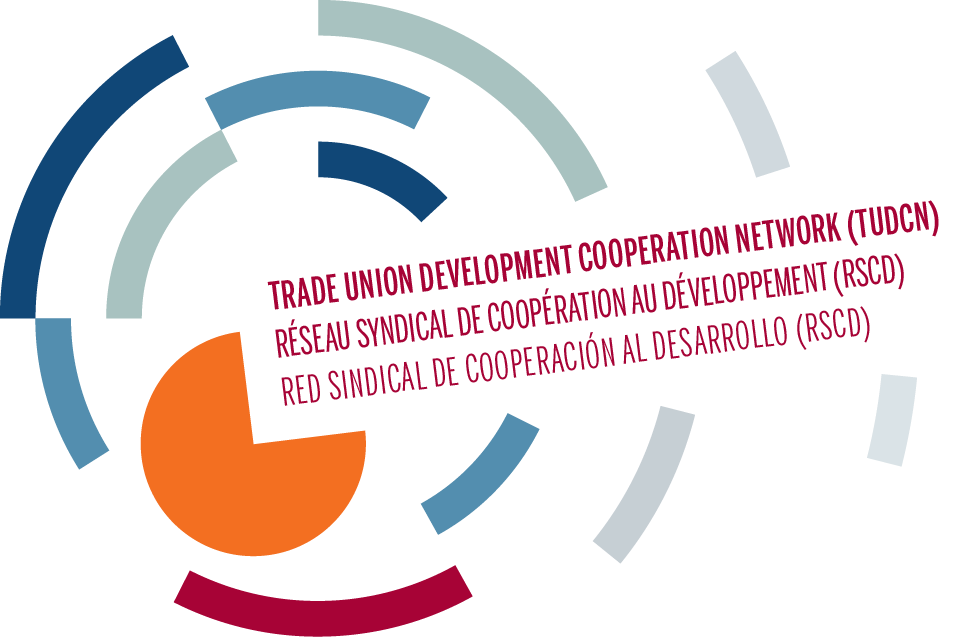 TRADE UNION DEVELOPMENT COOPERATION NETWORK (TUDCN)
RÉSEAU SYNDICAL DE COOPÉRATION AU DÉVELOPPEMENT (RSCD)
RED SINDICAL DE COOPERACIÓN AL DESARROLLO (RSCD)